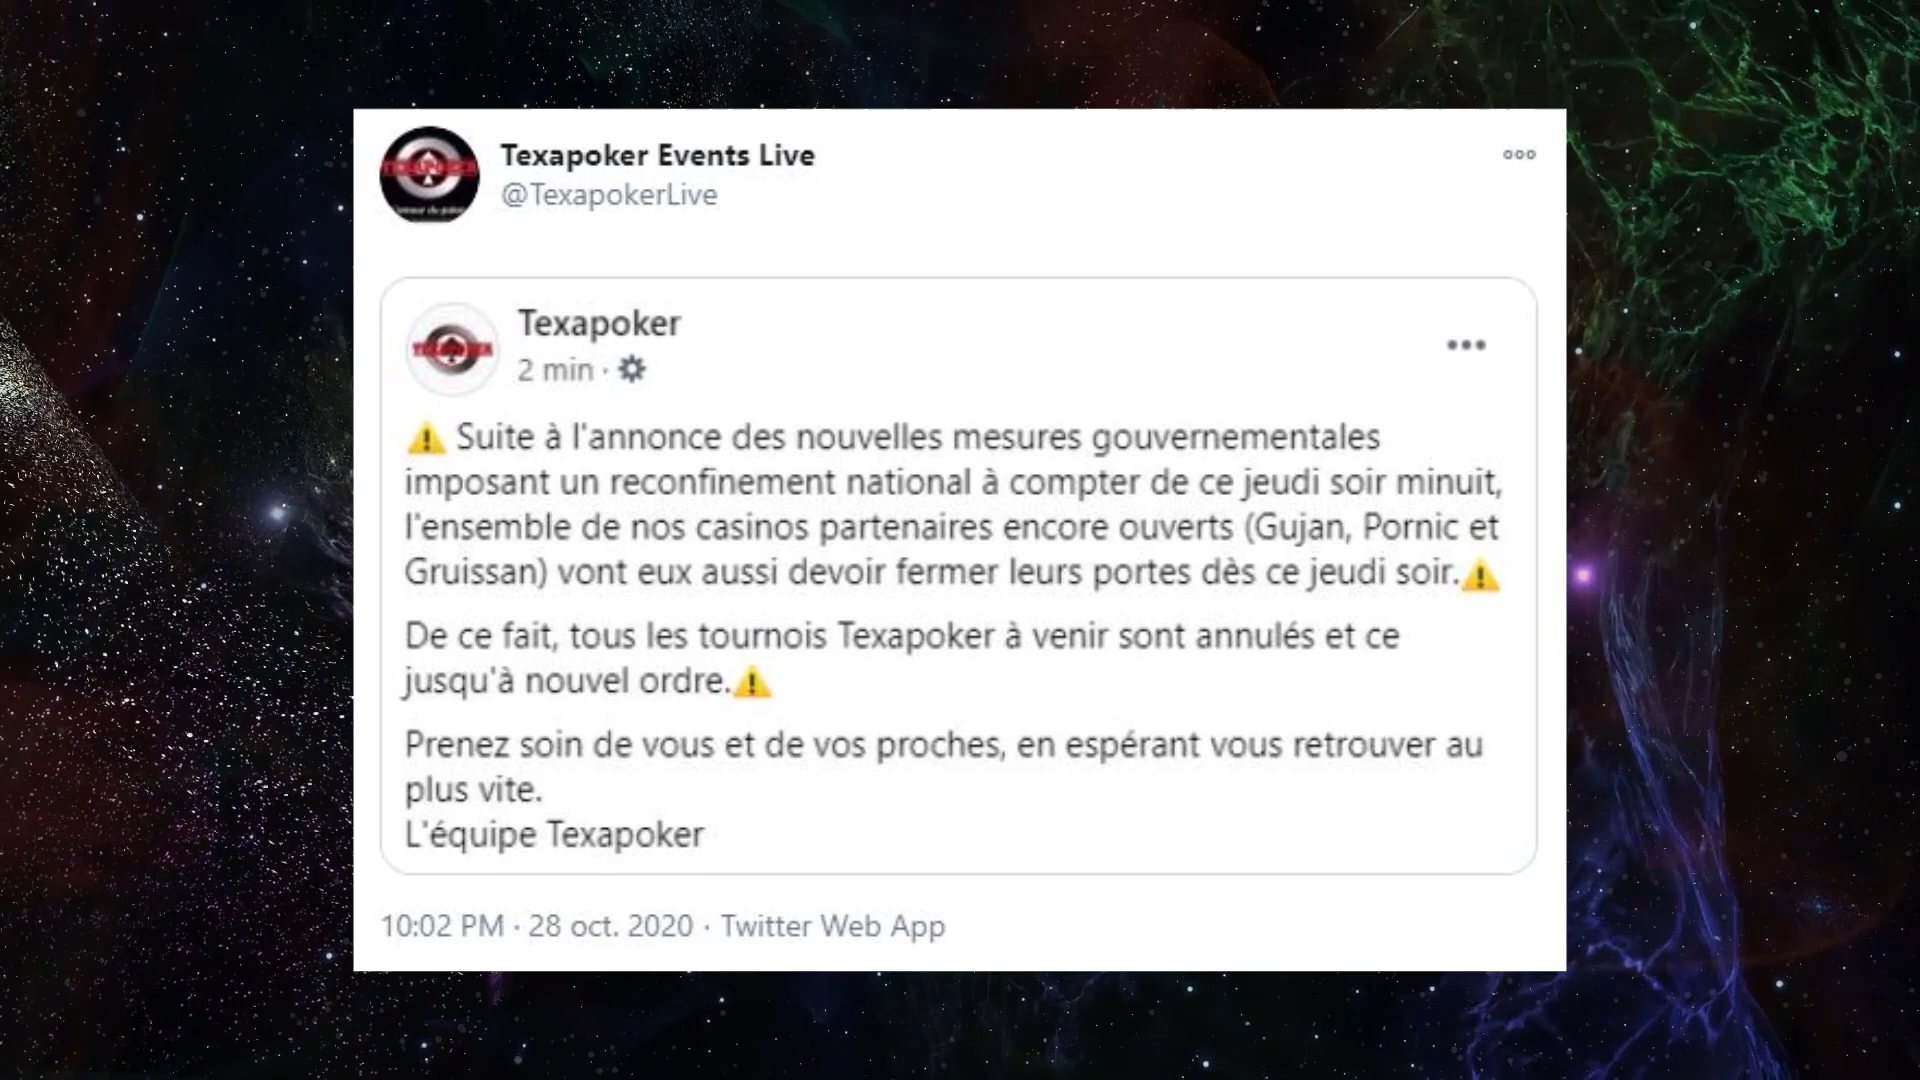 Texapoker Events Live
@TexapokerLive
Texapoker
2 min ·
⚠️ Suite à l'annonce des nouvelles mesures gouvernementales
imposant un reconfinement national à compter de ce jeudi soir minuit,
l'ensemble de nos casinos partenaires encore ouverts (Gujan, Pornic et
Gruissan) vont eux aussi devoir fermer leurs portes dès ce jeudi soir.⚠️
De ce fait, tous les tournois Texapoker à venir sont annulés et ce
jusqu'à nouvel ordre.⚠️
Prenez soin de vous et de vos proches, en espérant vous retrouver au
plus vite.
L'équipe Texapoker
10:02 PM · 28 oct. 2020 · Twitter Web App